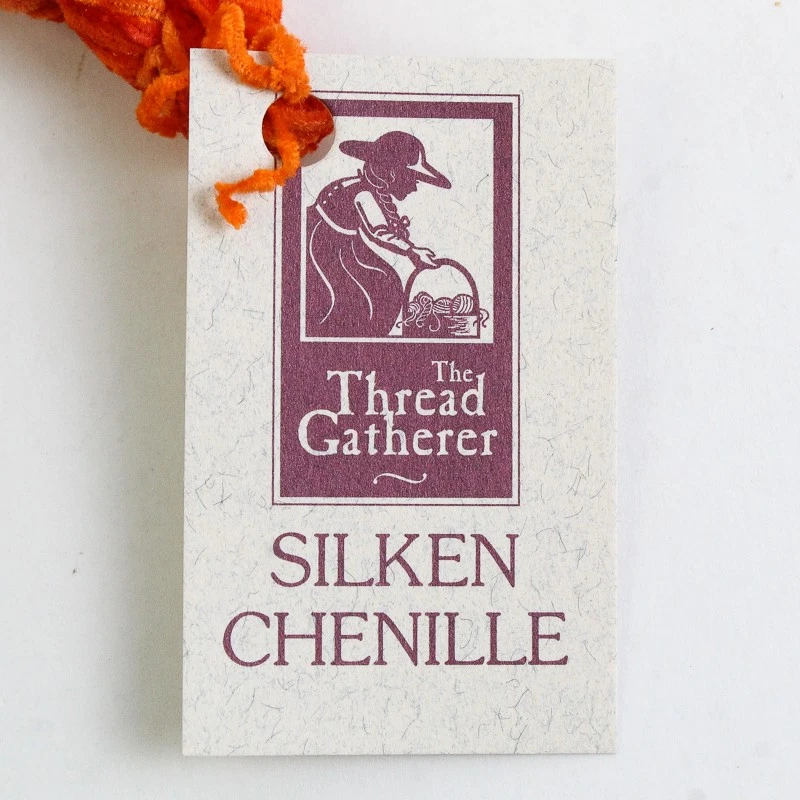 The
Thread
Gatherer
SILKEN
CHENILLE